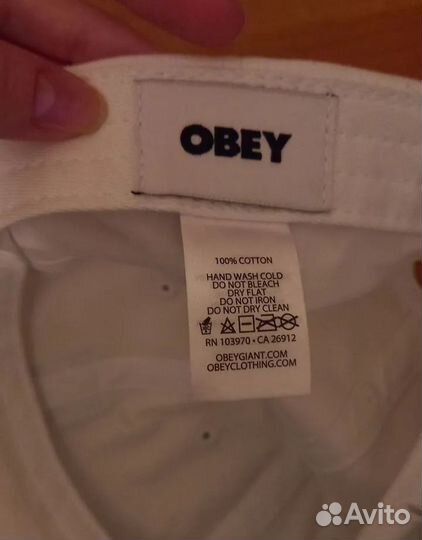 OBEY
100% COTTON
HAND WASH COLD
DO NOT BLEACH
DRY FLAT
DO NOT IRON
DO NOT DRY CLEAN
RN 103970 • CA 26912
OBEYGIANT.COM
OBEYCLOTHING.COM
Avito